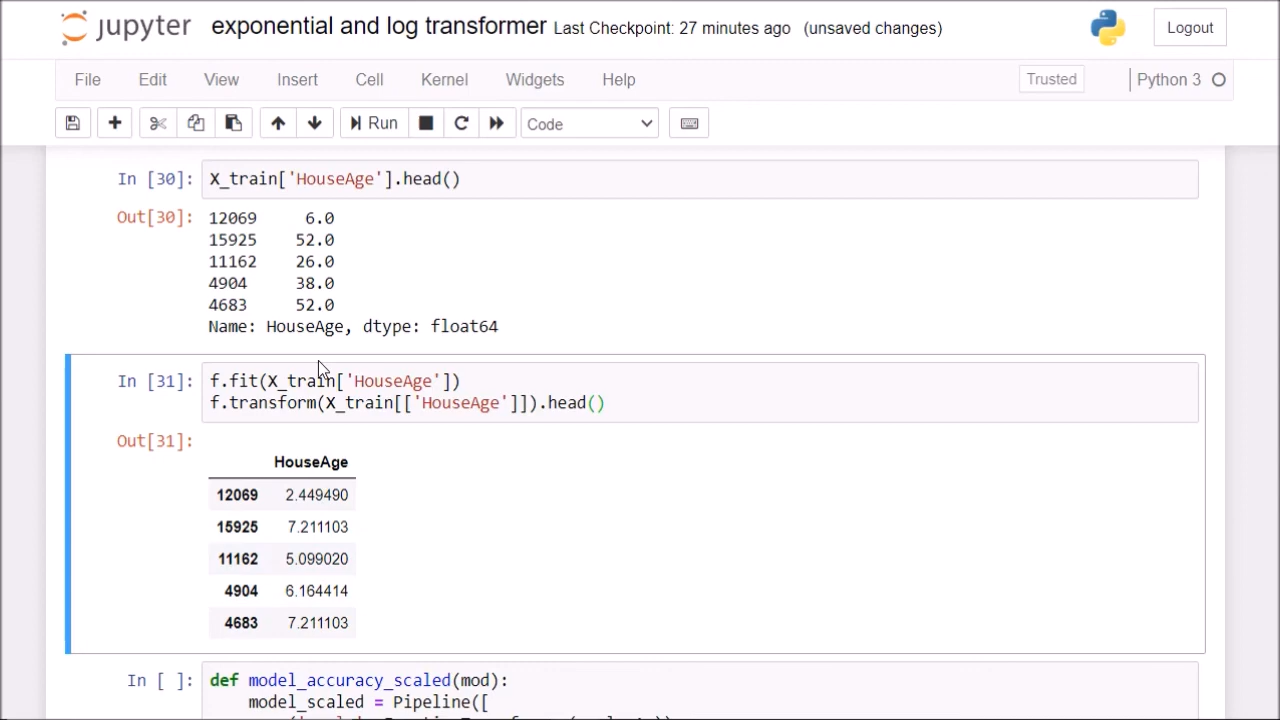 jupyter exponential and log transformer Last Checkpoint: 27 minutes ago (unsaved changes) Logout
File Edit View Insert Cell Kernel Widgets Help Trusted Python 3
Run Code
In [30]: X_train['HouseAge'].head()
Out[30]: 12069 6.0
15925 52.0
11162 26.0
4904 38.0
4683 52.0
Name: HouseAge, dtype: float64
In [31]: f.fit(X_train['HouseAge'])
f.transform(X_train[['HouseAge']]).head()
Out[31]:
HouseAge
12069 2.449490
15925 7.211103
11162 5.099020
4904 6.164414
4683 7.211103
In [ ]: def model_accuracy_scaled(mod):
model_scaled = Pipeline([